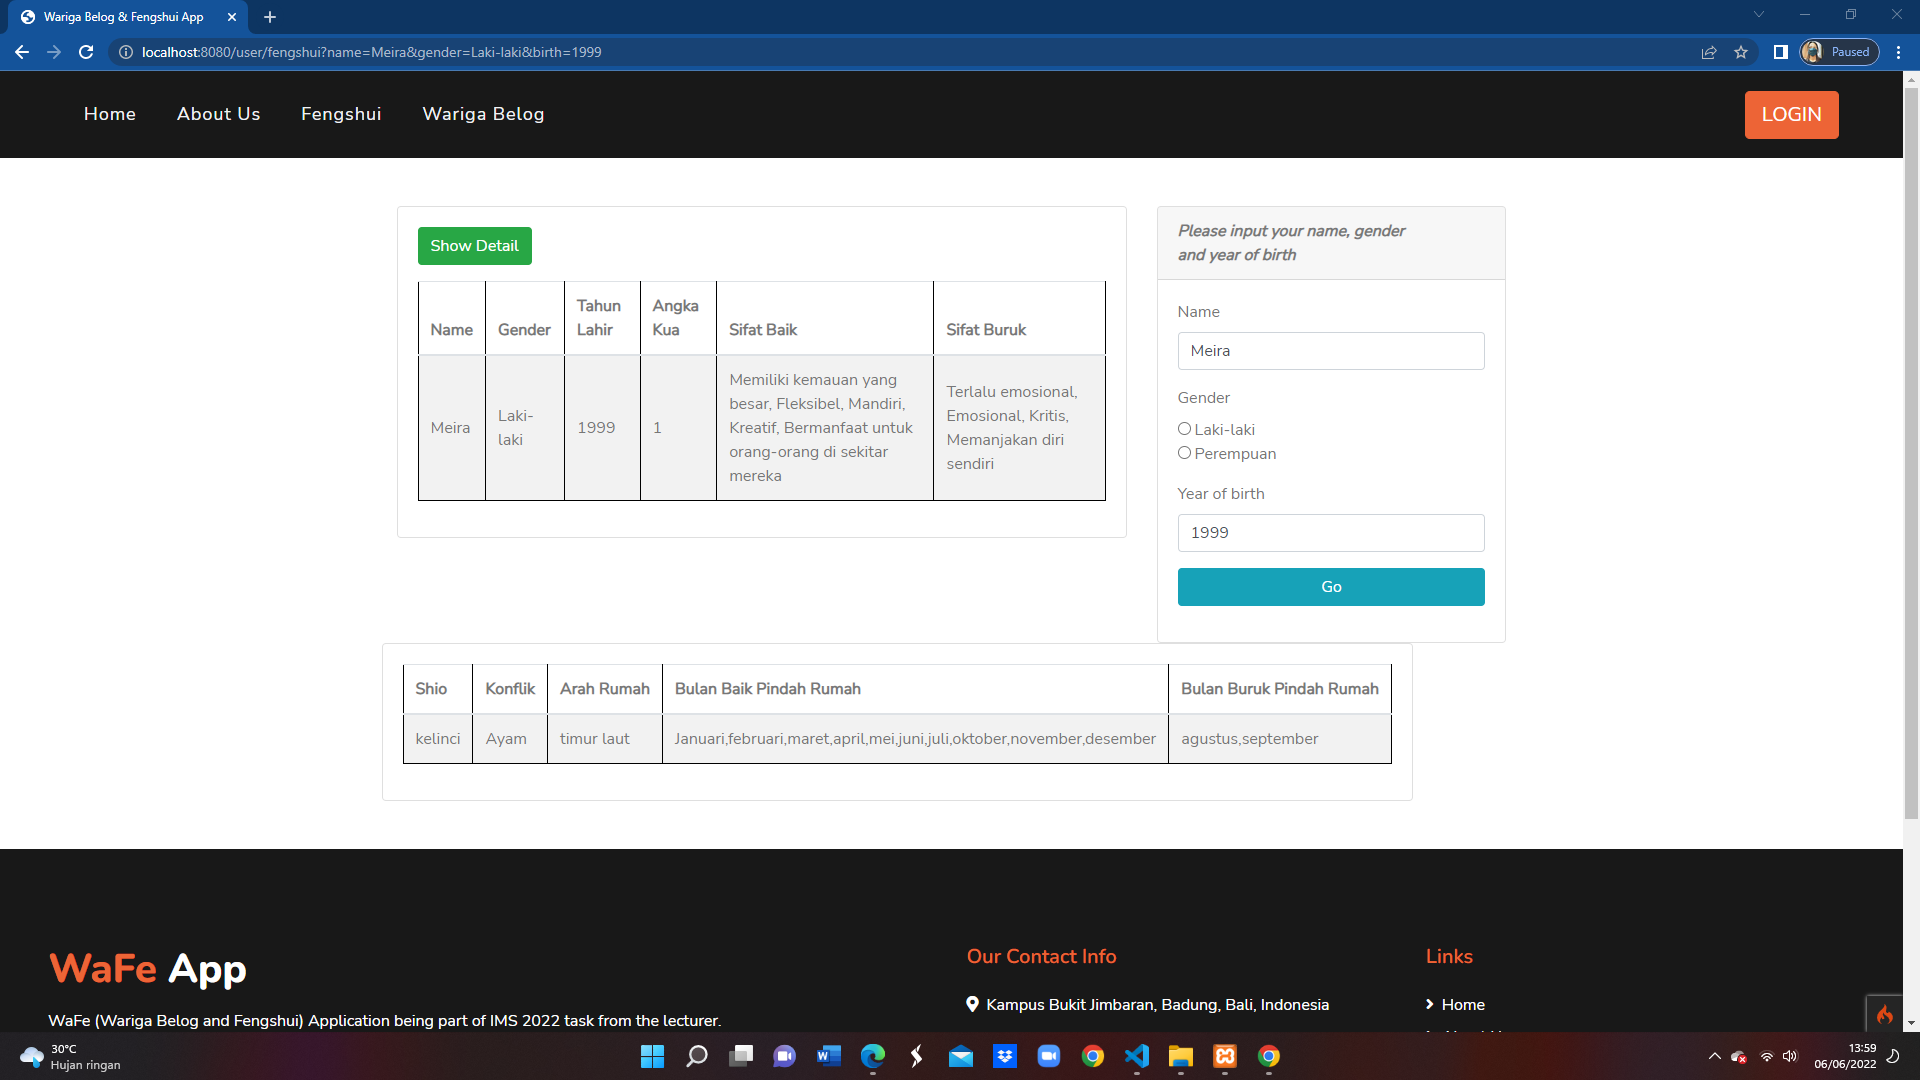 Wariga Belog & Fengshui App
localhost:8080/user/fengshui?name=Meira&gender=Laki-laki&birth=1999
Paused
Home
About Us
Fengshui
Wariga Belog
LOGIN
Show Detail
Name
Gender
Tahun
Lahir
Angka
Kua
Sifat Baik
Sifat Buruk
Meira
Laki-
laki
1999
1
Memiliki kemauan yang
besar, Fleksibel, Mandiri,
Kreatif, Bermanfaat untuk
orang-orang di sekitar
mereka
Terlalu emosional,
Emosional, Kritis,
Memanjakan diri
sendiri
Please input your name, gender
and year of birth
Name
Meira
Gender
Laki-laki
Perempuan
Year of birth
1999
Go
Shio
Konflik
Arah Rumah
Bulan Baik Pindah Rumah
Bulan Buruk Pindah Rumah
kelinci
Ayam
timur laut
Januari,februari,maret,april,mei,juni,juli,oktober,november,desember
agustus,september
WaFe App
WaFe (Wariga Belog and Fengshui) Application being part of IMS 2022 task from the lecturer.
Our Contact Info
Kampus Bukit Jimbaran, Badung, Bali, Indonesia
Links
Home
30°C
Hujan ringan
13:59
06/06/2022